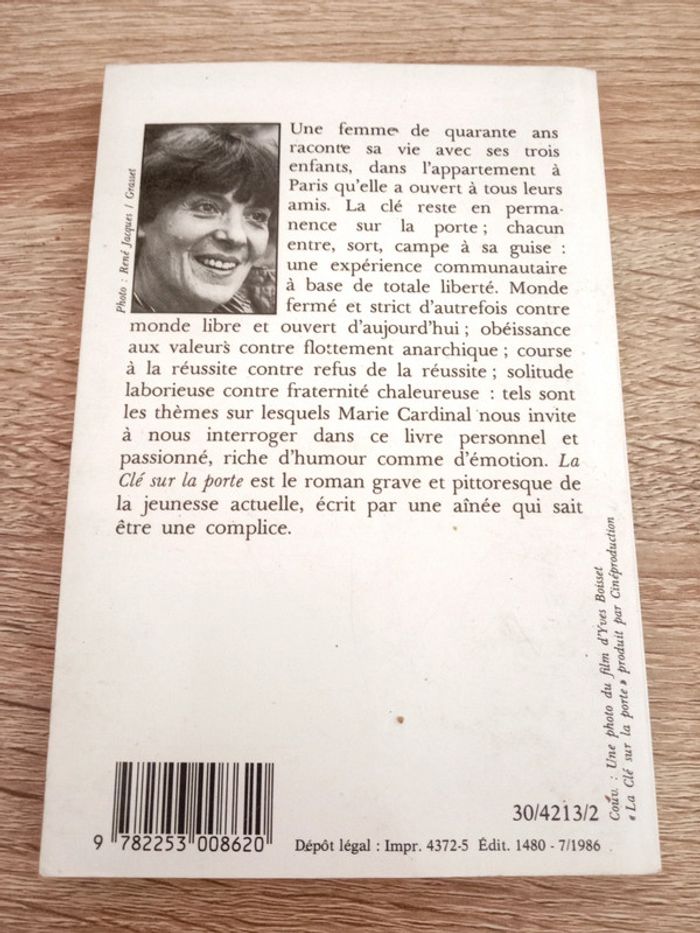 Une femme de quarante ans
raconte sa vie avec ses trois
enfants, dans l'appartement à
Paris qu'elle a ouvert à tous leurs
amis. La clé reste en perma-
nence sur la porte ; chacun
entre, sort, campe à sa guise :
une expérience communautaire
à base de totale liberté. Monde
fermé et strict d'autrefois contre
monde libre et ouvert d'aujourd'hui ; obéissance
aux valeurs contre flottement anarchique ; course
à la réussite contre refus de la réussite ; solitude
laborieuse contre fraternité chaleureuse : tels sont
les thèmes sur lesquels Marie Cardinal nous invite
à nous interroger dans ce livre personnel et
passionné, riche d'humour comme d'émotion. La
Clé sur la porte est le roman grave et pittoresque de
la jeunesse actuelle, écrit par une aînée qui sait
être une complice.
Photo : René Jacques / Grasset
Couv. : Une photo du film d'Yves Boisset
« La Clé sur la porte » produit par Cinéproduction
30/4213/2
9 782253 008620
Dépôt légal : Impr. 4372-5 Édit. 1480 - 7/1986